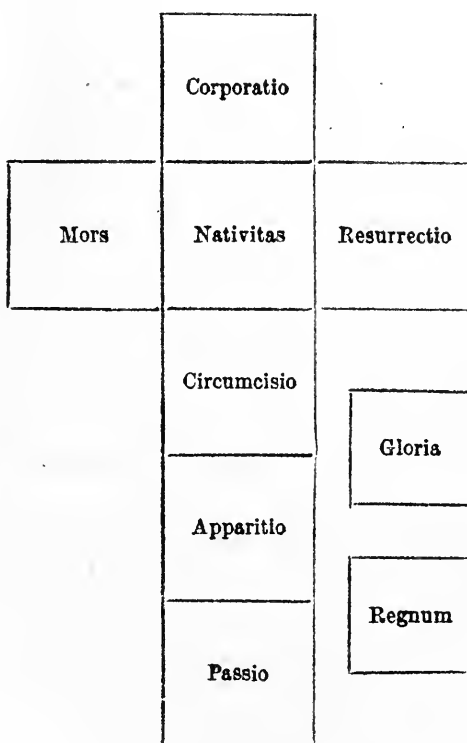 Corporatio
Mors Nativitas Resurrectio
Circumcisio
Gloria
Apparitio
Regnum
Passio